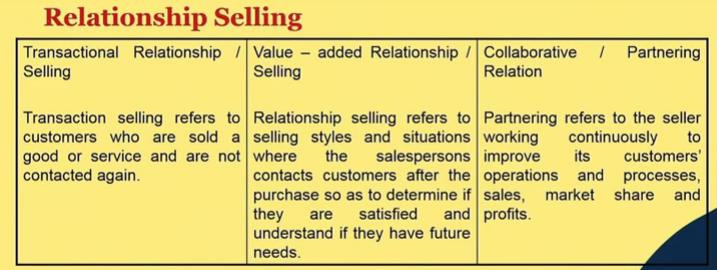 Relationship Selling
Transactional Relationship /
Selling
Transaction selling refers to
customers who are sold a
good or service and are not
contacted again.
Value – added Relationship /
Selling
Relationship selling refers to
selling styles and situations
where the salespersons
contacts customers after the
purchase so as to determine if
they are satisfied and
understand if they have future
needs.
Collaborative / Partnering
Relation
Partnering refers to the seller
working continuously to
improve its customers'
operations and processes,
sales, market share and
profits.